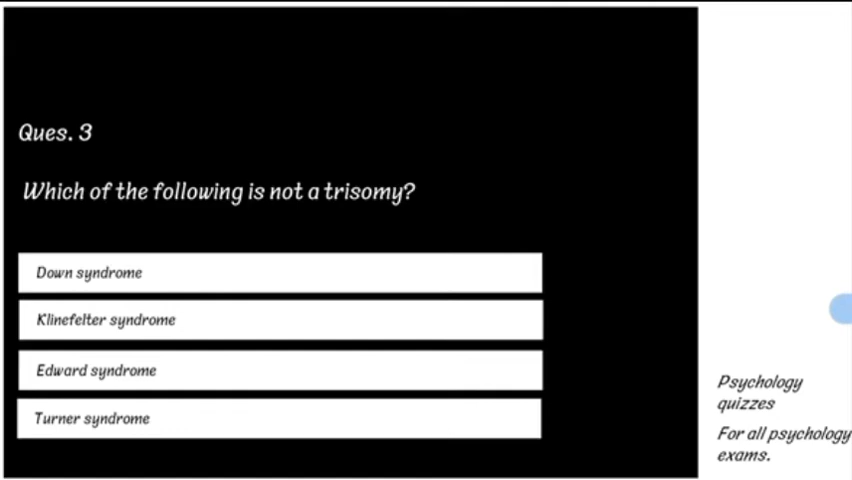 Ques. 3
Which of the following is not a trisomy?
Down syndrome
Klinefelter syndrome
Edward syndrome
Turner syndrome
Psychology
quizzes
For all psychology
exams.